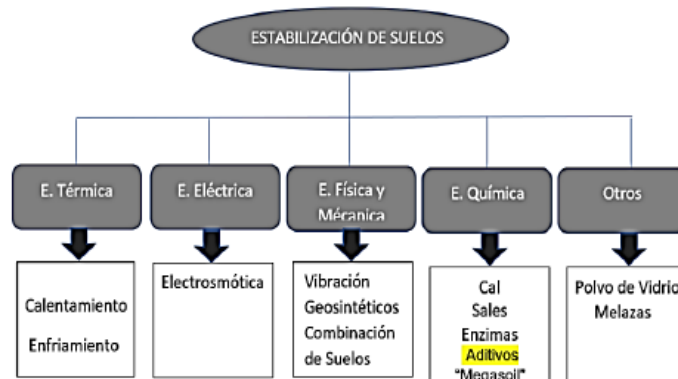 ESTABILIZACIÓN DE SUELOS
E. Térmica
E. Eléctrica
E. Física y
Mécanica
E. Química
Otros
Calentamiento
Enfriamiento
Electrosmótica
Vibración
Geosintéticos
Combinación
de Suelos
Cal
Sales
Enzimas
Aditivos
"Megasoil"
Polvo de Vidrio
Melazas